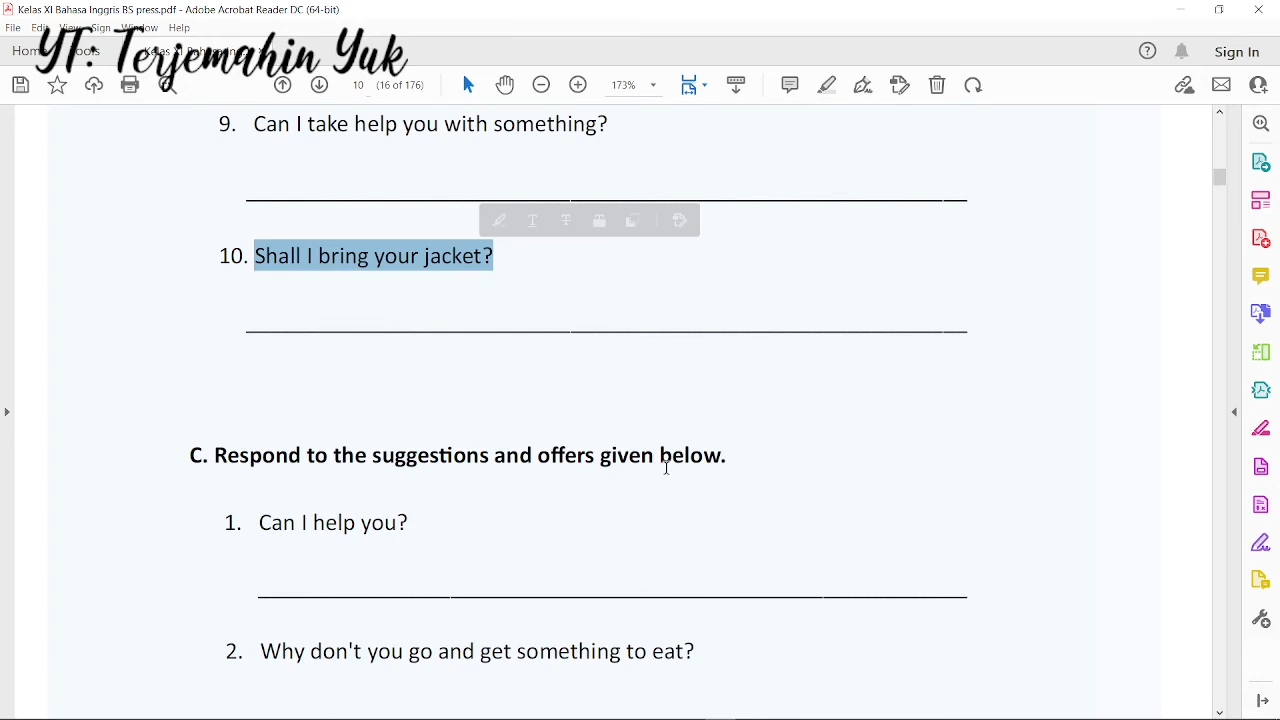 Kelas XI Bahasa Inggris BS press.pdf - Adobe Acrobat Reader DC (64-bit)
File Edit View Sign Window Help
YT: Terjemahin Yuk
Home Tools
Sign In
10 (16 of 176)
173%
9. Can I take help you with something?
10. Shall I bring your jacket?
C. Respond to the suggestions and offers given below.
1. Can I help you?
2. Why don't you go and get something to eat?